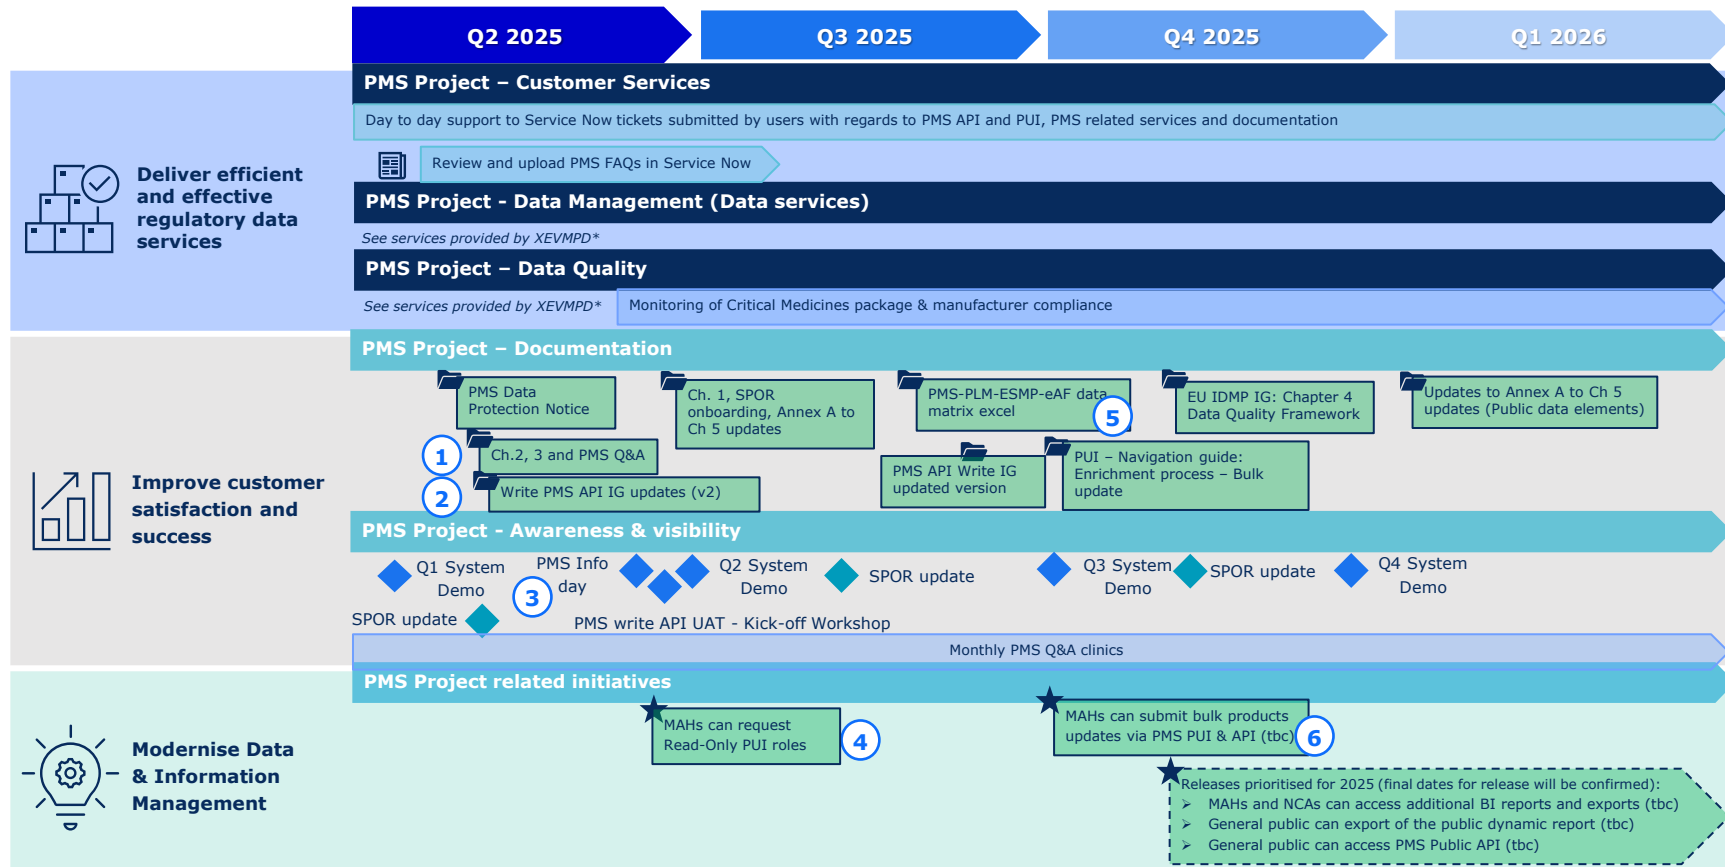 Q2 2025
Q3 2025
Q4 2025
Q1 2026
Deliver efficient
and effective
regulatory data
services
PMS Project – Customer Services
Day to day support to Service Now tickets submitted by users with regards to PMS API and PUI, PMS related services and documentation
Review and upload PMS FAQs in Service Now
PMS Project - Data Management (Data services)
See services provided by XEVMPD*
PMS Project – Data Quality
See services provided by XEVMPD*
Monitoring of Critical Medicines package & manufacturer compliance
Improve customer
satisfaction and
success
PMS Project – Documentation
PMS Data
Protection Notice
Ch. 1, SPOR
onboarding, Annex A to
Ch 5 updates
PMS-PLM-ESMP-eAF data
matrix excel
5
EU IDMP IG: Chapter 4
Data Quality Framework
Updates to Annex A to Ch 5
updates (Public data elements)
1
Ch.2, 3 and PMS Q&A
2
Write PMS API IG updates (v2)
PMS API Write IG
updated version
PUI – Navigation guide:
Enrichment process – Bulk
update
PMS Project - Awareness & visibility
Q1 System
Demo
3
PMS Info
day
Q2 System
Demo
SPOR update
Q3 System
Demo
SPOR update
Q4 System
Demo
SPOR update
PMS write API UAT - Kick-off Workshop
Monthly PMS Q&A clinics
Modernise Data
& Information
Management
PMS Project related initiatives
MAHs can request
Read-Only PUI roles
4
MAHs can submit bulk products
updates via PMS PUI & API (tbc)
6
Releases prioritised for 2025 (final dates for release will be confirmed):
➢ MAHs and NCAs can access additional BI reports and exports (tbc)
➢ General public can export of the public dynamic report (tbc)
➢ General public can access PMS Public API (tbc)